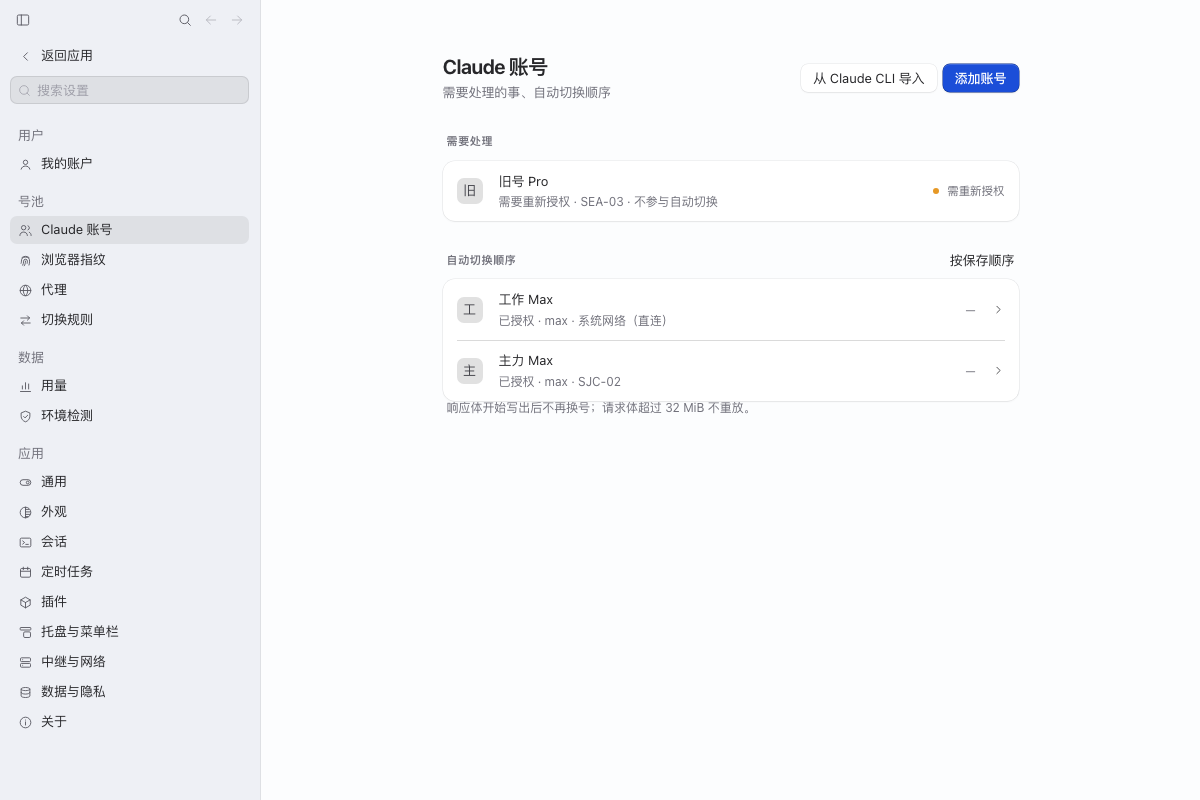 返回应用
搜索设置
用户
我的账户
号池
Claude 账号
浏览器指纹
代理
切换规则
数据
用量
环境检测
应用
通用
外观
会话
定时任务
插件
托盘与菜单栏
中继与网络
数据与隐私
关于
Claude 账号
需要处理的事、自动切换顺序
从 Claude CLI 导入
添加账号
需要处理
旧
旧号 Pro
需要重新授权 · SEA-03 · 不参与自动切换
需重新授权
自动切换顺序
按保存顺序
工
工作 Max
已授权 · max · 系统网络（直连）
—
主
主力 Max
已授权 · max · SJC-02
—
响应体开始写出后不再换号；请求体超过 32 MiB 不重放。